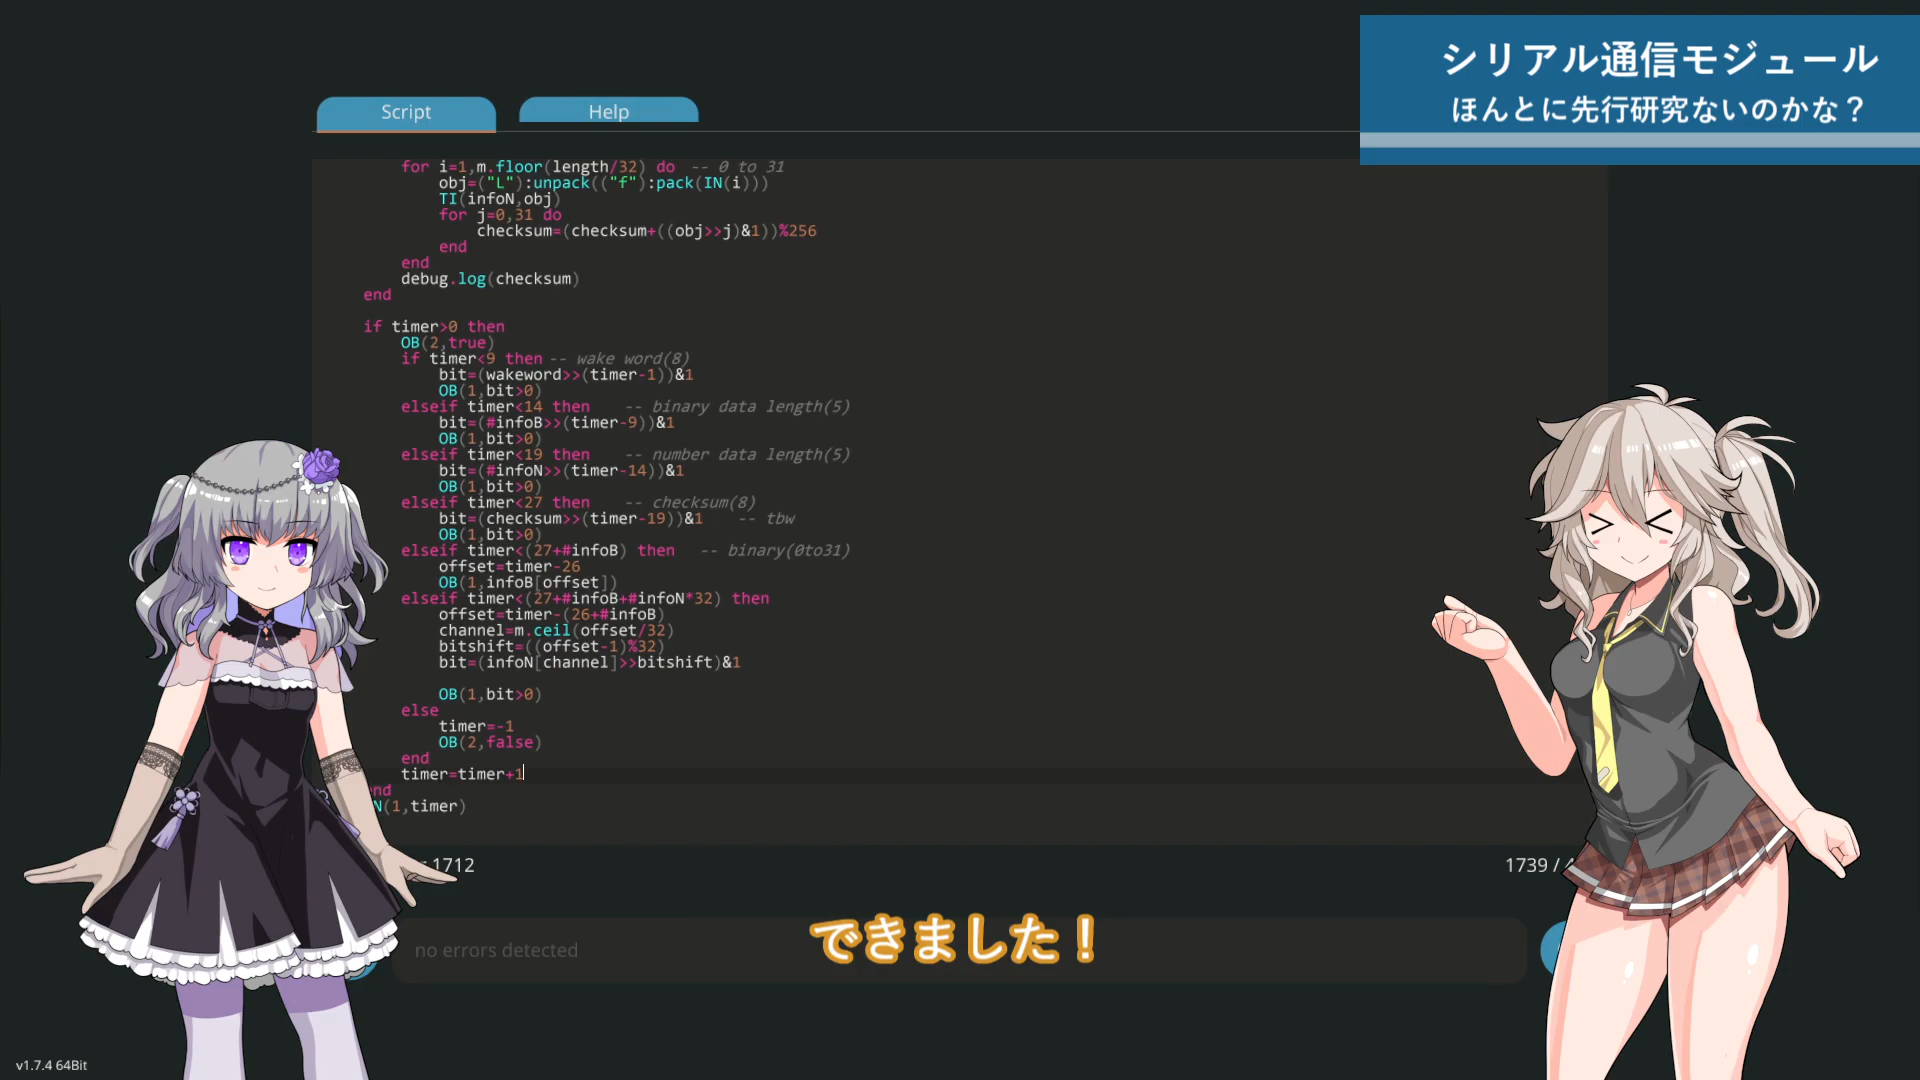 シリアル通信モジュール
ほんとに先行研究ないのかな？
Script
Help
for i=1,m.floor(length/32) do  -- 0 to 31
obj=("L"):unpack(("f"):pack(IN(i)))
TI(infoN,obj)
for j=0,31 do
checksum=(checksum+((obj>>j)&1))%256
end
end
debug.log(checksum)
end
if timer>0 then
OB(2,true)
if timer<9 then -- wake word(8)
bit=(wakeword>>(timer-1))&1
OB(1,bit>0)
elseif timer<14 then    -- binary data length(5)
bit=(#infoB>>(timer-9))&1
OB(1,bit>0)
elseif timer<19 then    -- number data length(5)
bit=(#infoN>>(timer-14))&1
OB(1,bit>0)
elseif timer<27 then    -- checksum(8)
bit=(checksum>>(timer-19))&1    -- tbw
OB(1,bit>0)
elseif timer<(27+#infoB) then   -- binary(0to31)
offset=timer-26
OB(1,infoB[offset])
elseif timer<(27+#infoB+#infoN*32) then
offset=timer-(26+#infoB)
channel=m.ceil(offset/32)
bitshift=((offset-1)%32)
bit=(infoN[channel]>>bitshift)&1
OB(1,bit>0)
else
timer=-1
OB(2,false)
end
timer=timer+1
end
N(1,timer)
1712
1739 / 4
no errors detected
できました！
v1.7.4 64Bit